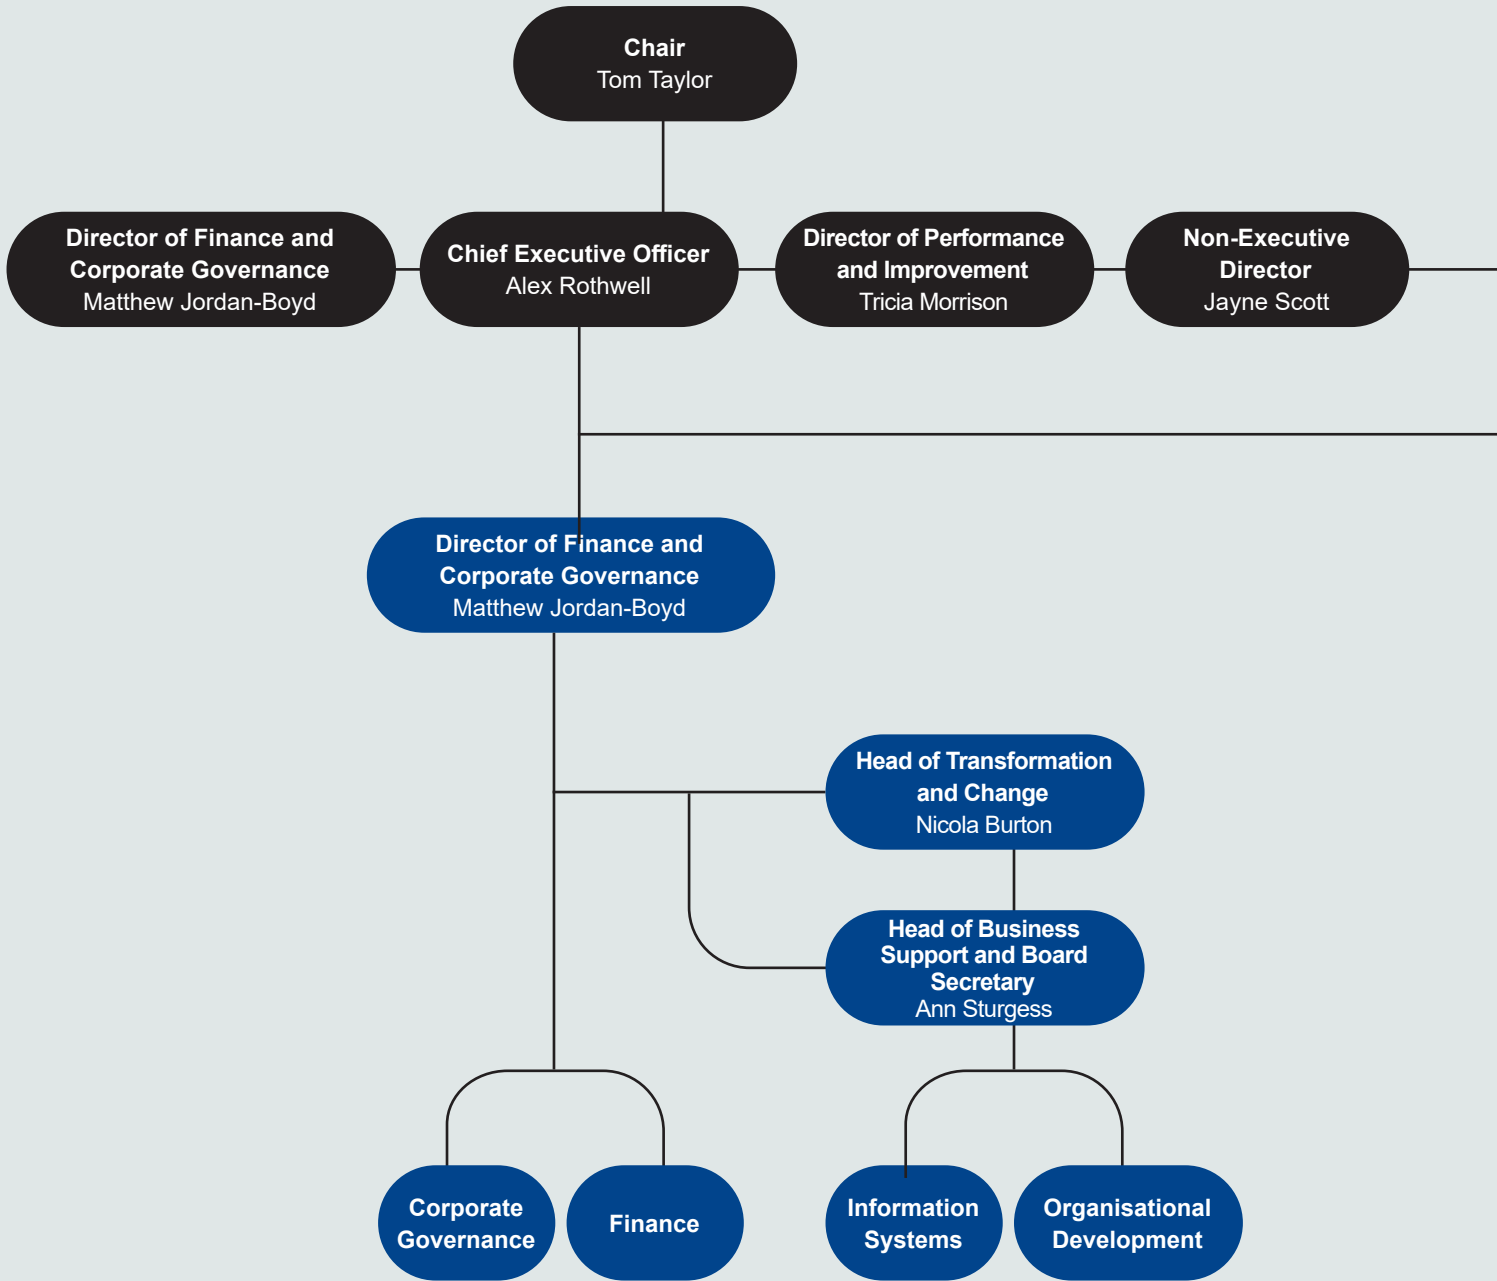 Chair
Tom Taylor
Director of Finance and
Corporate Governance
Matthew Jordan-Boyd
Chief Executive Officer
Alex Rothwell
Director of Performance
and Improvement
Tricia Morrison
Non-Executive
Director
Jayne Scott
Director of Finance and
Corporate Governance
Matthew Jordan-Boyd
Head of Transformation
and Change
Nicola Burton
Head of Business
Support and Board
Secretary
Ann Sturgess
Corporate
Governance
Finance
Information
Systems
Organisational
Development